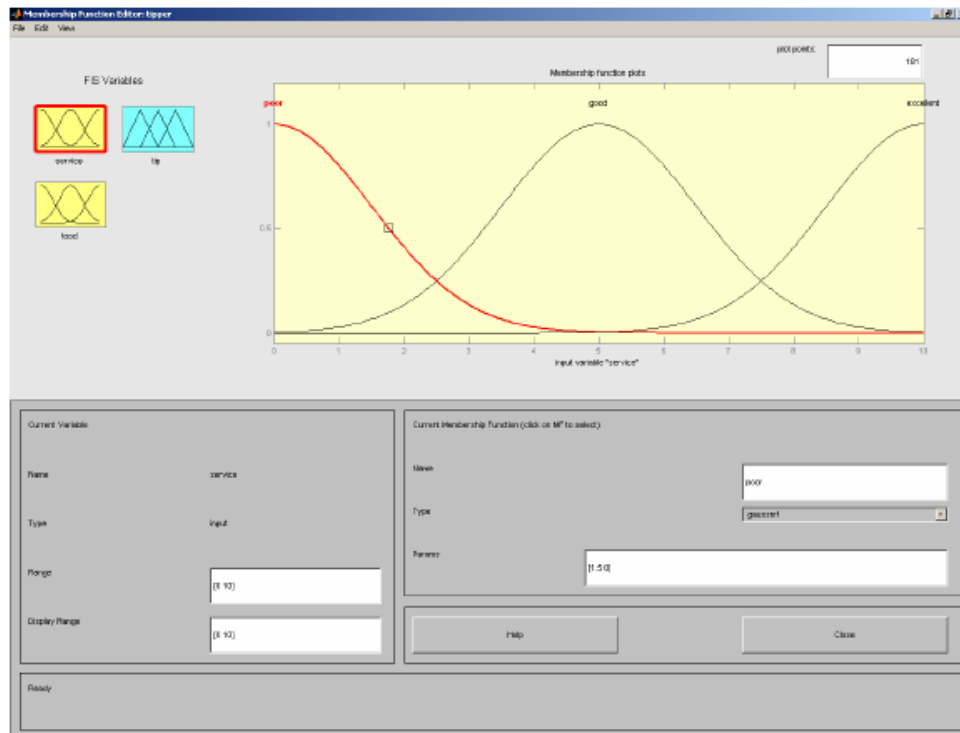 Membership Function Editor: tipper
File Edit View
FIS Variables
service
tip
food
plot points:
181
Membership function plots
poor
good
excellent
1
0.5
0
0 1 2 3 4 5 6 7 8 9 10
input variable "service"
Current Variable
Name service
Type input
Range [0 10]
Display Range [0 10]
Current Membership Function (click on MF to select)
Name poor
Type gaussmf
Params [1.5 0]
Help
Close
Ready